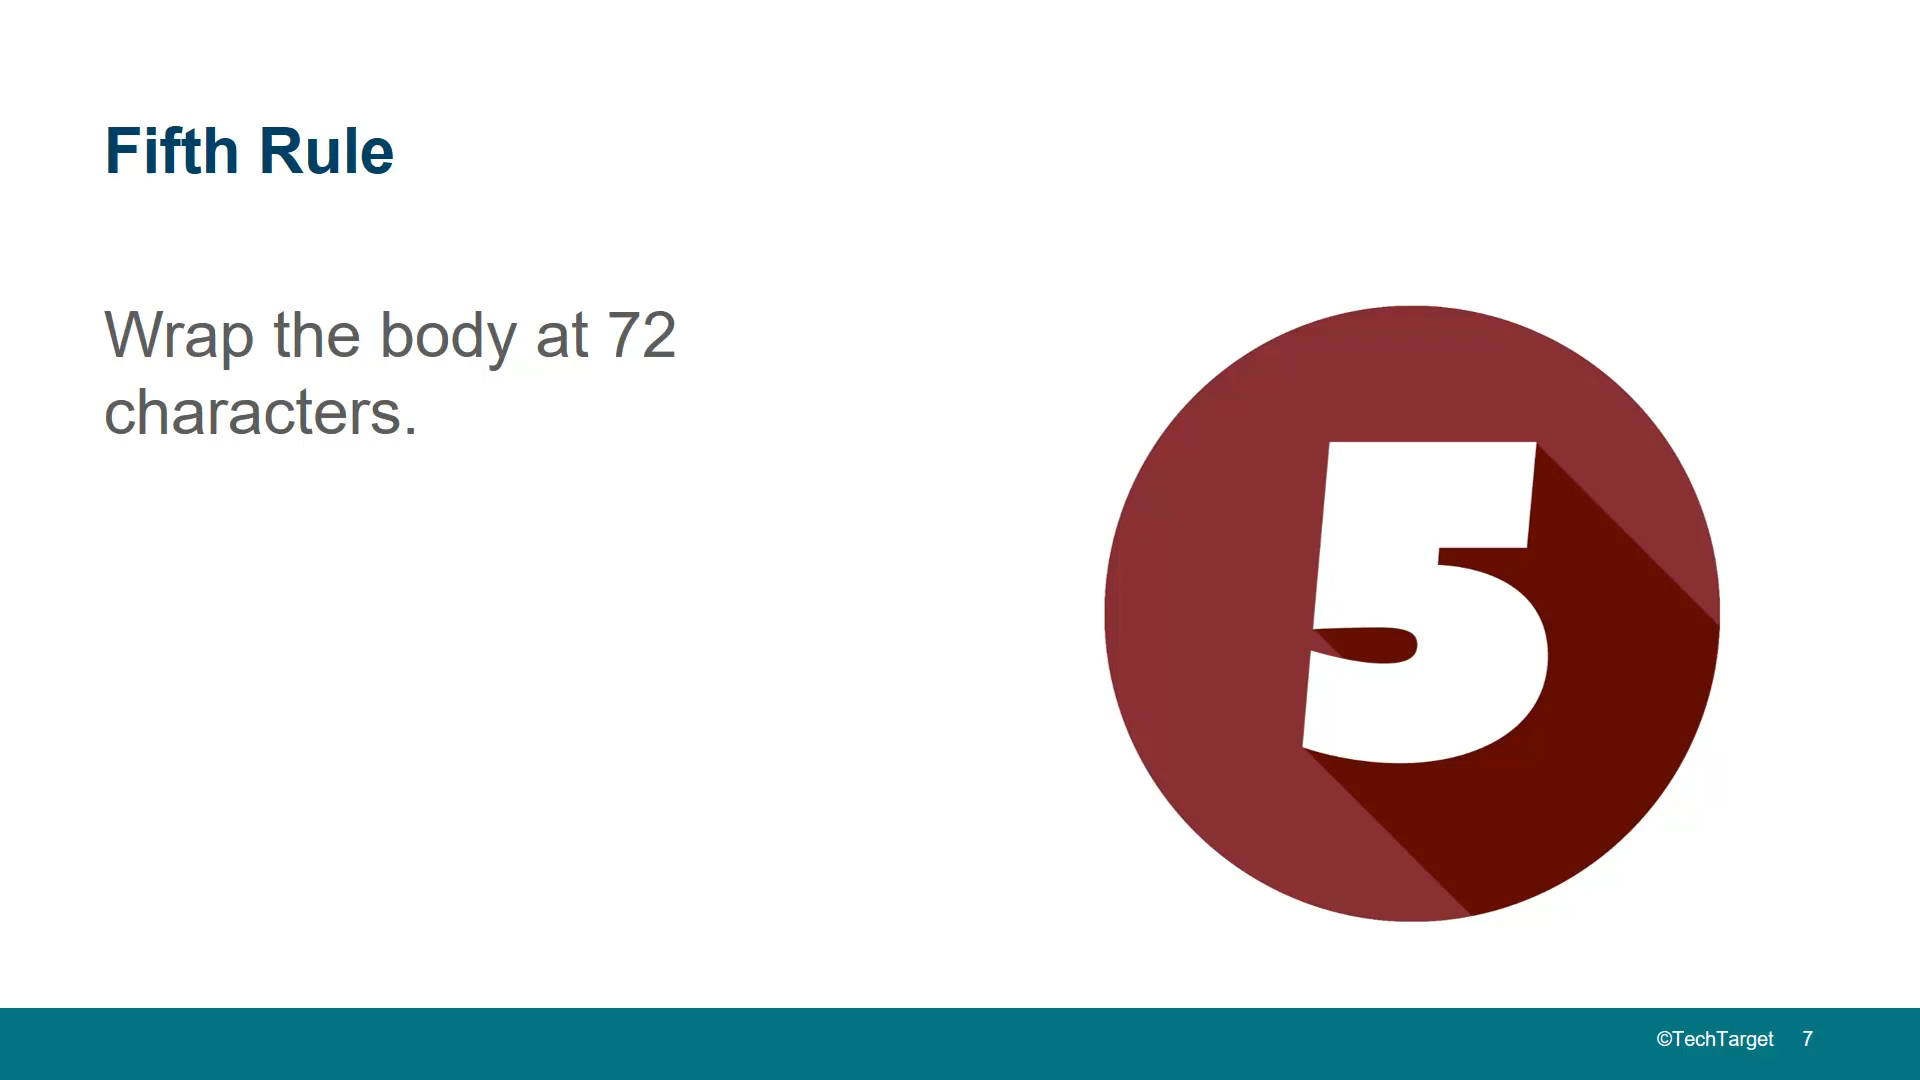 Fifth Rule
Wrap the body at 72
characters.
5
©TechTarget 7